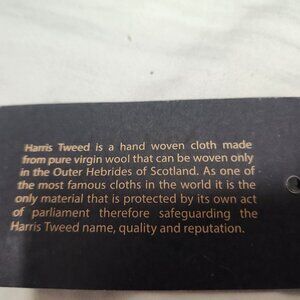 Harris Tweed is a hand woven cloth made
from pure virgin wool that can be woven only
in the Outer Hebrides of Scotland. As one of
the most famous cloths in the world it is the
only material that is protected by its own act
of parliament therefore safeguarding the
Harris Tweed name, quality and reputation.